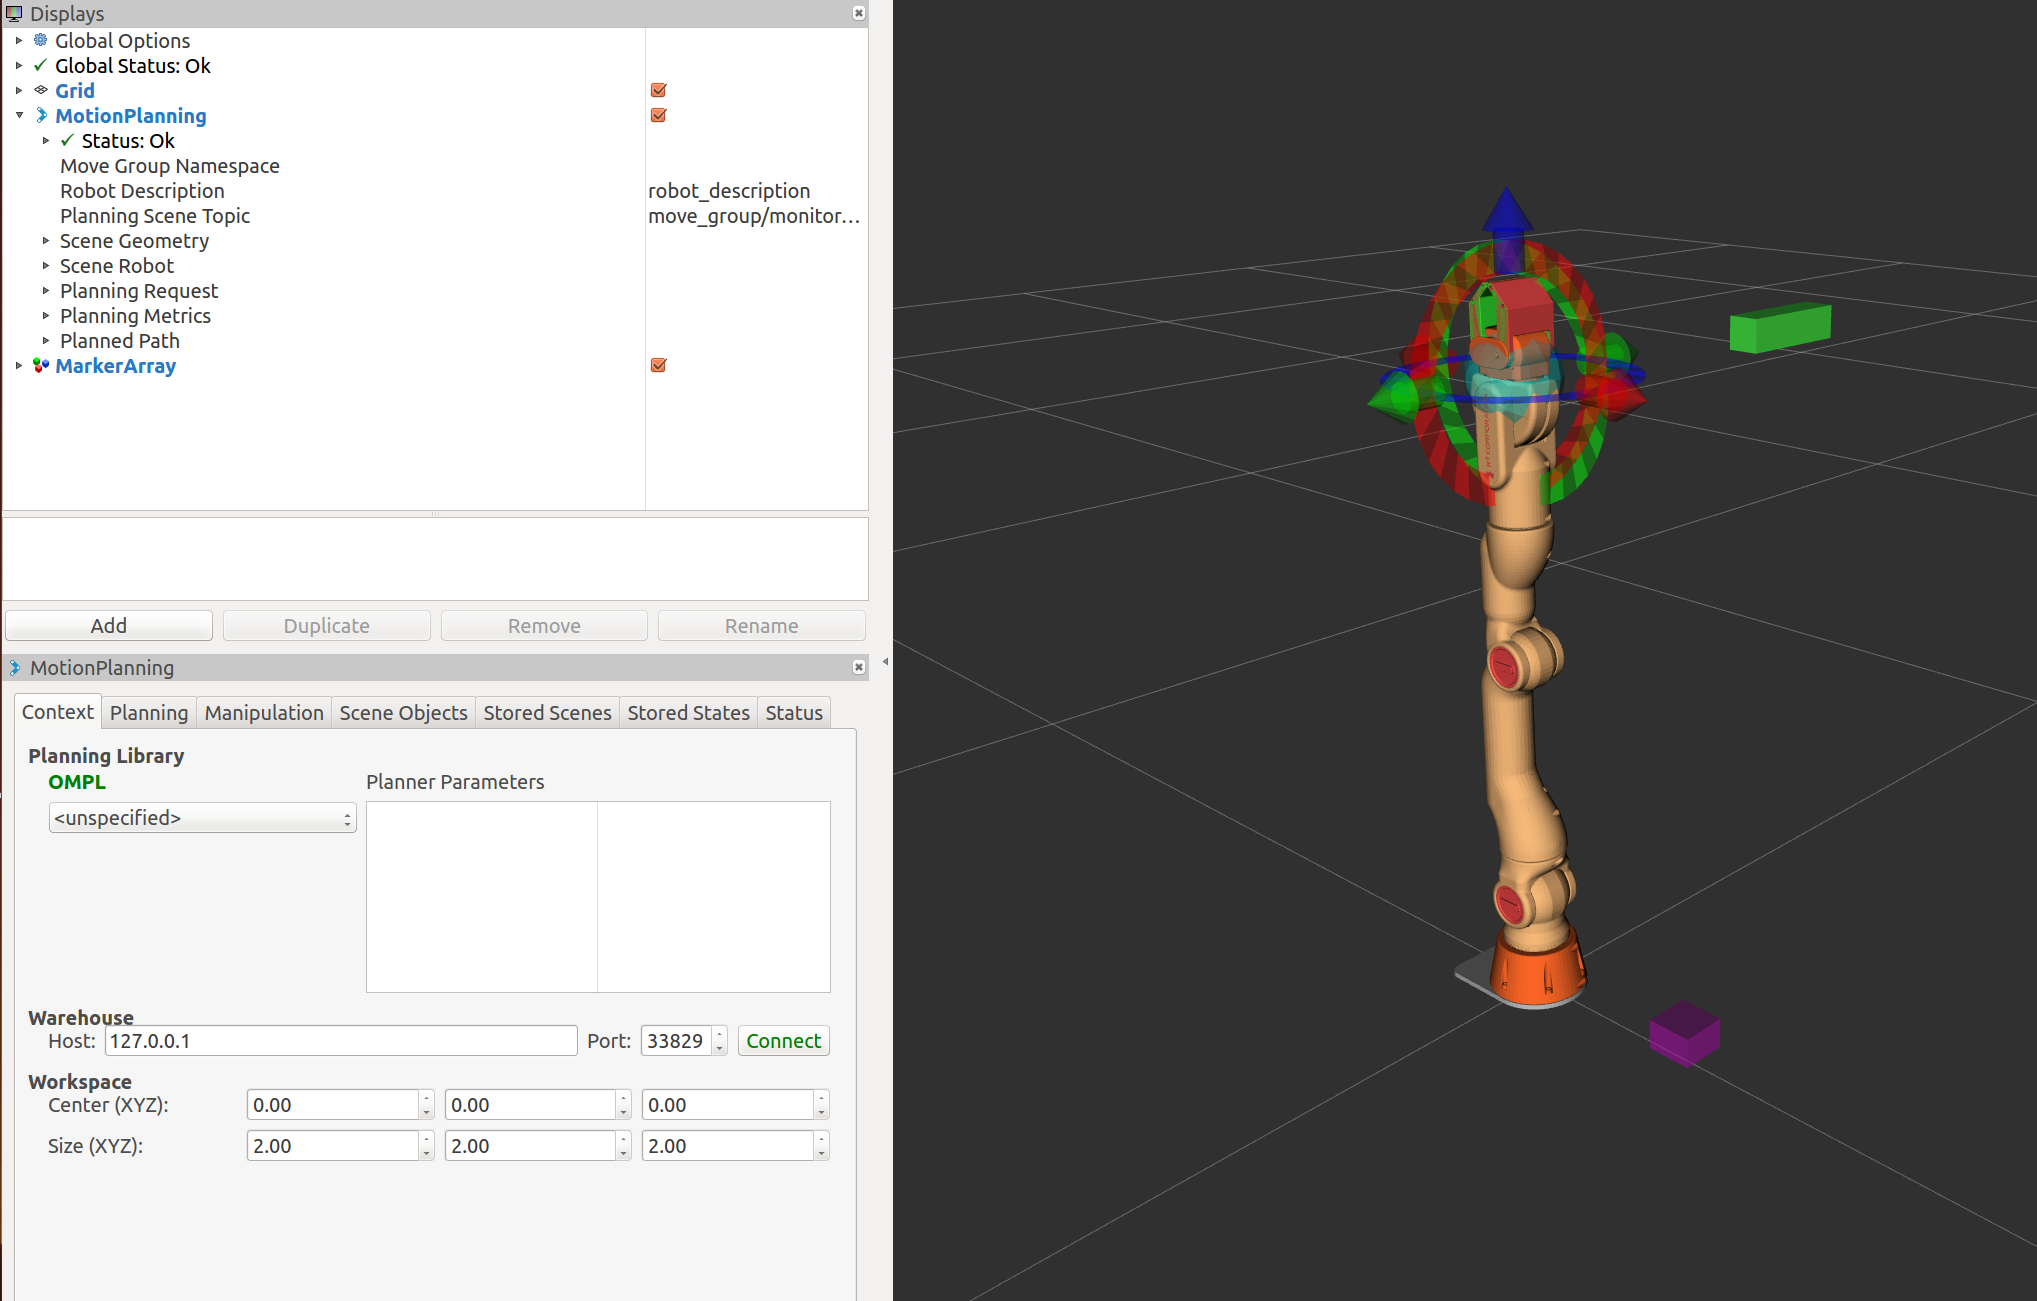 Displays
Global Options
Global Status: Ok
Grid
MotionPlanning
Status: Ok
Move Group Namespace
Robot Description robot_description
Planning Scene Topic move_group/monitor...
Scene Geometry
Scene Robot
Planning Request
Planning Metrics
Planned Path
MarkerArray
Add Duplicate Remove Rename
MotionPlanning
Context Planning Manipulation Scene Objects Stored Scenes Stored States Status
Planning Library
OMPL Planner Parameters
<unspecified>
Warehouse
Host: 127.0.0.1 Port: 33829 Connect
Workspace
Center (XYZ): 0.00 0.00 0.00
Size (XYZ): 2.00 2.00 2.00